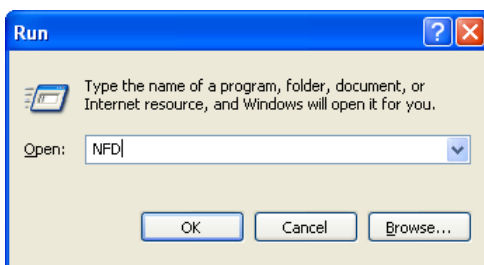 Run
Type the name of a program, folder, document, or
Internet resource, and Windows will open it for you.
Open: NFD
OK Cancel Browse...